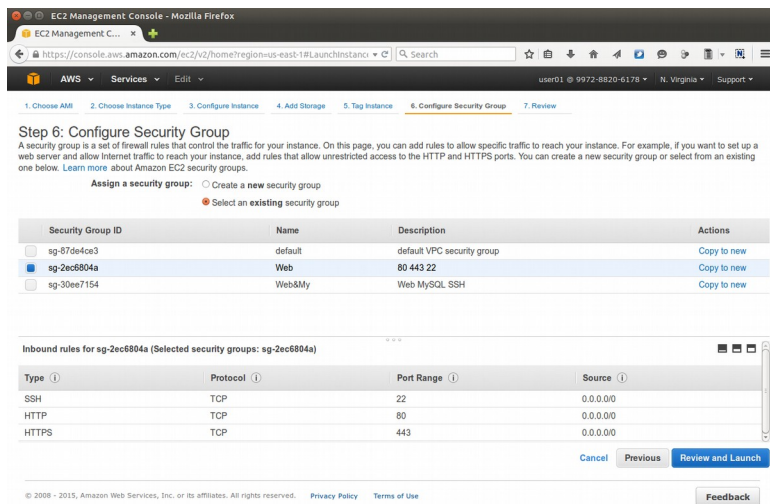 EC2 Management Console - Mozilla Firefox
EC2 Management C... ×
https://console.aws.amazon.com/ec2/v2/home?region=us-east-1#LaunchInstance Search
AWS Services Edit user01 @ 9972-8820-6178 N. Virginia Support
1. Choose AMI 2. Choose Instance Type 3. Configure Instance 4. Add Storage 5. Tag Instance 6. Configure Security Group 7. Review
Step 6: Configure Security Group
A security group is a set of firewall rules that control the traffic for your instance. On this page, you can add rules to allow specific traffic to reach your instance. For example, if you want to set up a
web server and allow Internet traffic to reach your instance, add rules that allow unrestricted access to the HTTP and HTTPS ports. You can create a new security group or select from an existing
one below. Learn more about Amazon EC2 security groups.
Assign a security group: Create a new security group
Select an existing security group
Security Group ID Name Description Actions
sg-87de4ce3 default default VPC security group Copy to new
sg-2ec6804a Web 80 443 22 Copy to new
sg-30ee7154 Web&My Web MySQL SSH Copy to new
Inbound rules for sg-2ec6804a (Selected security groups: sg-2ec6804a)
Type Protocol Port Range Source
SSH TCP 22 0.0.0.0/0
HTTP TCP 80 0.0.0.0/0
HTTPS TCP 443 0.0.0.0/0
Cancel Previous Review and Launch
© 2008 - 2015, Amazon Web Services, Inc. or its affiliates. All rights reserved. Privacy Policy Terms of Use Feedback